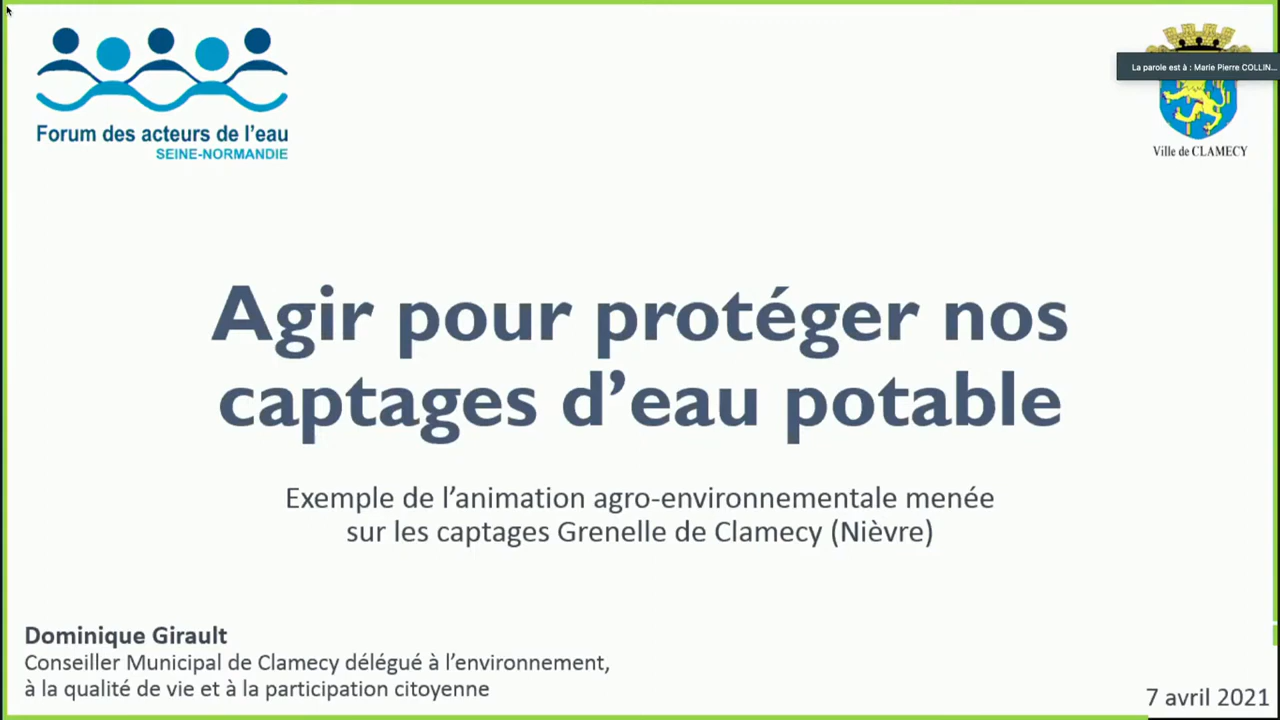 Forum des acteurs de l'eau
SEINE-NORMANDIE
La parole est à : Marie Pierre COLLIN...
Ville de CLAMECY
Agir pour protéger nos
captages d’eau potable
Exemple de l’animation agro-environnementale menée
sur les captages Grenelle de Clamecy (Nièvre)
Dominique Girault
Conseiller Municipal de Clamecy délégué à l’environnement,
à la qualité de vie et à la participation citoyenne
7 avril 2021